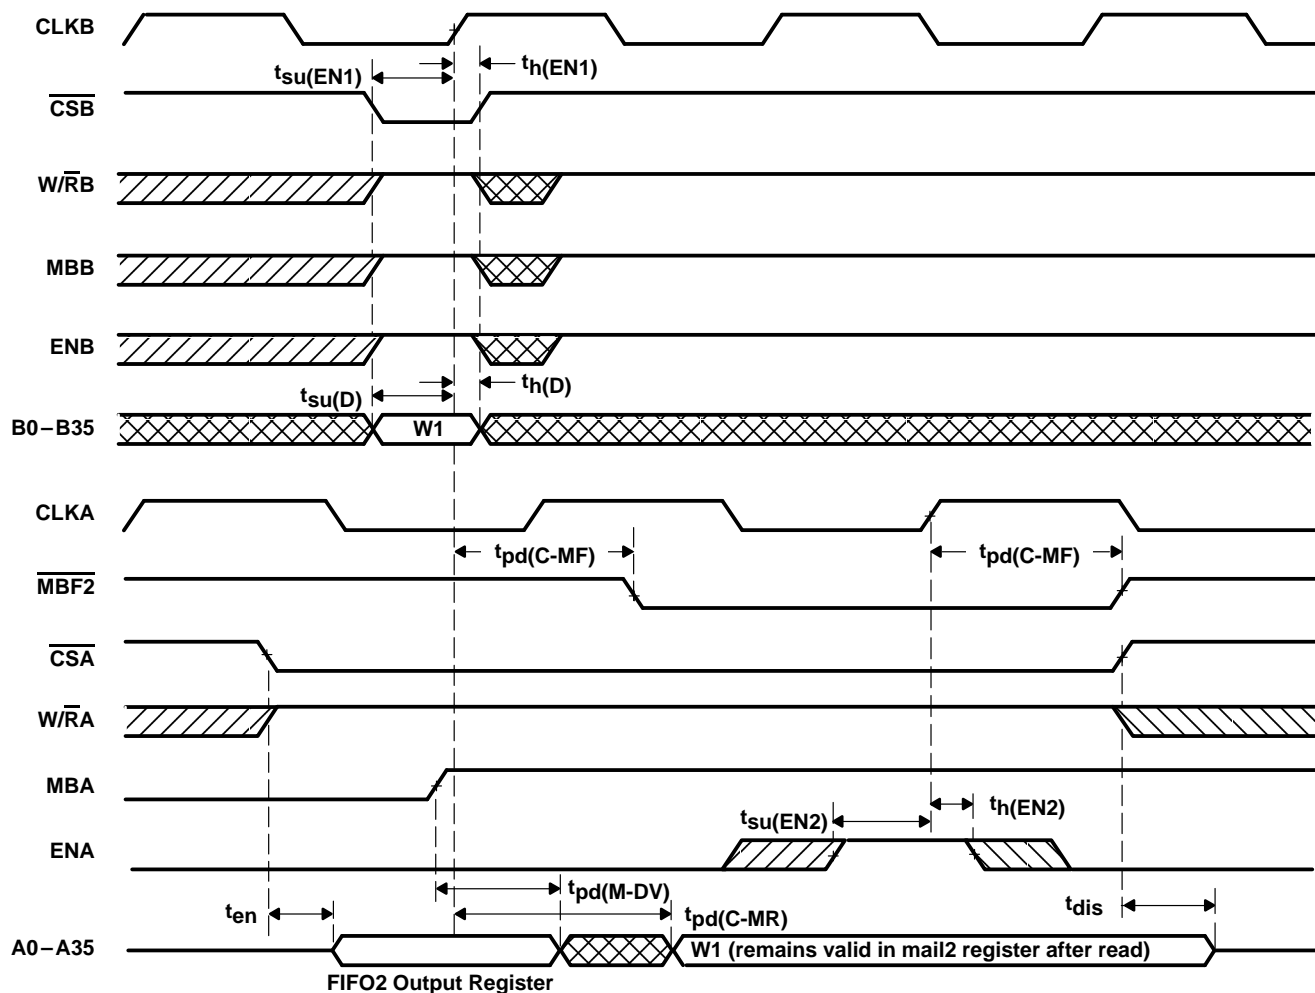 CLKB
tsu(EN1)
th(EN1)
CSB
W/RB
MBB
ENB
tsu(D)
th(D)
B0–B35
W1
CLKA
tpd(C-MF)
tpd(C-MF)
MBF2
CSA
W/RA
MBA
tsu(EN2)
th(EN2)
ENA
tpd(M-DV)
ten
tpd(C-MR)
tdis
A0–A35
W1 (remains valid in mail2 register after read)
FIFO2 Output Register